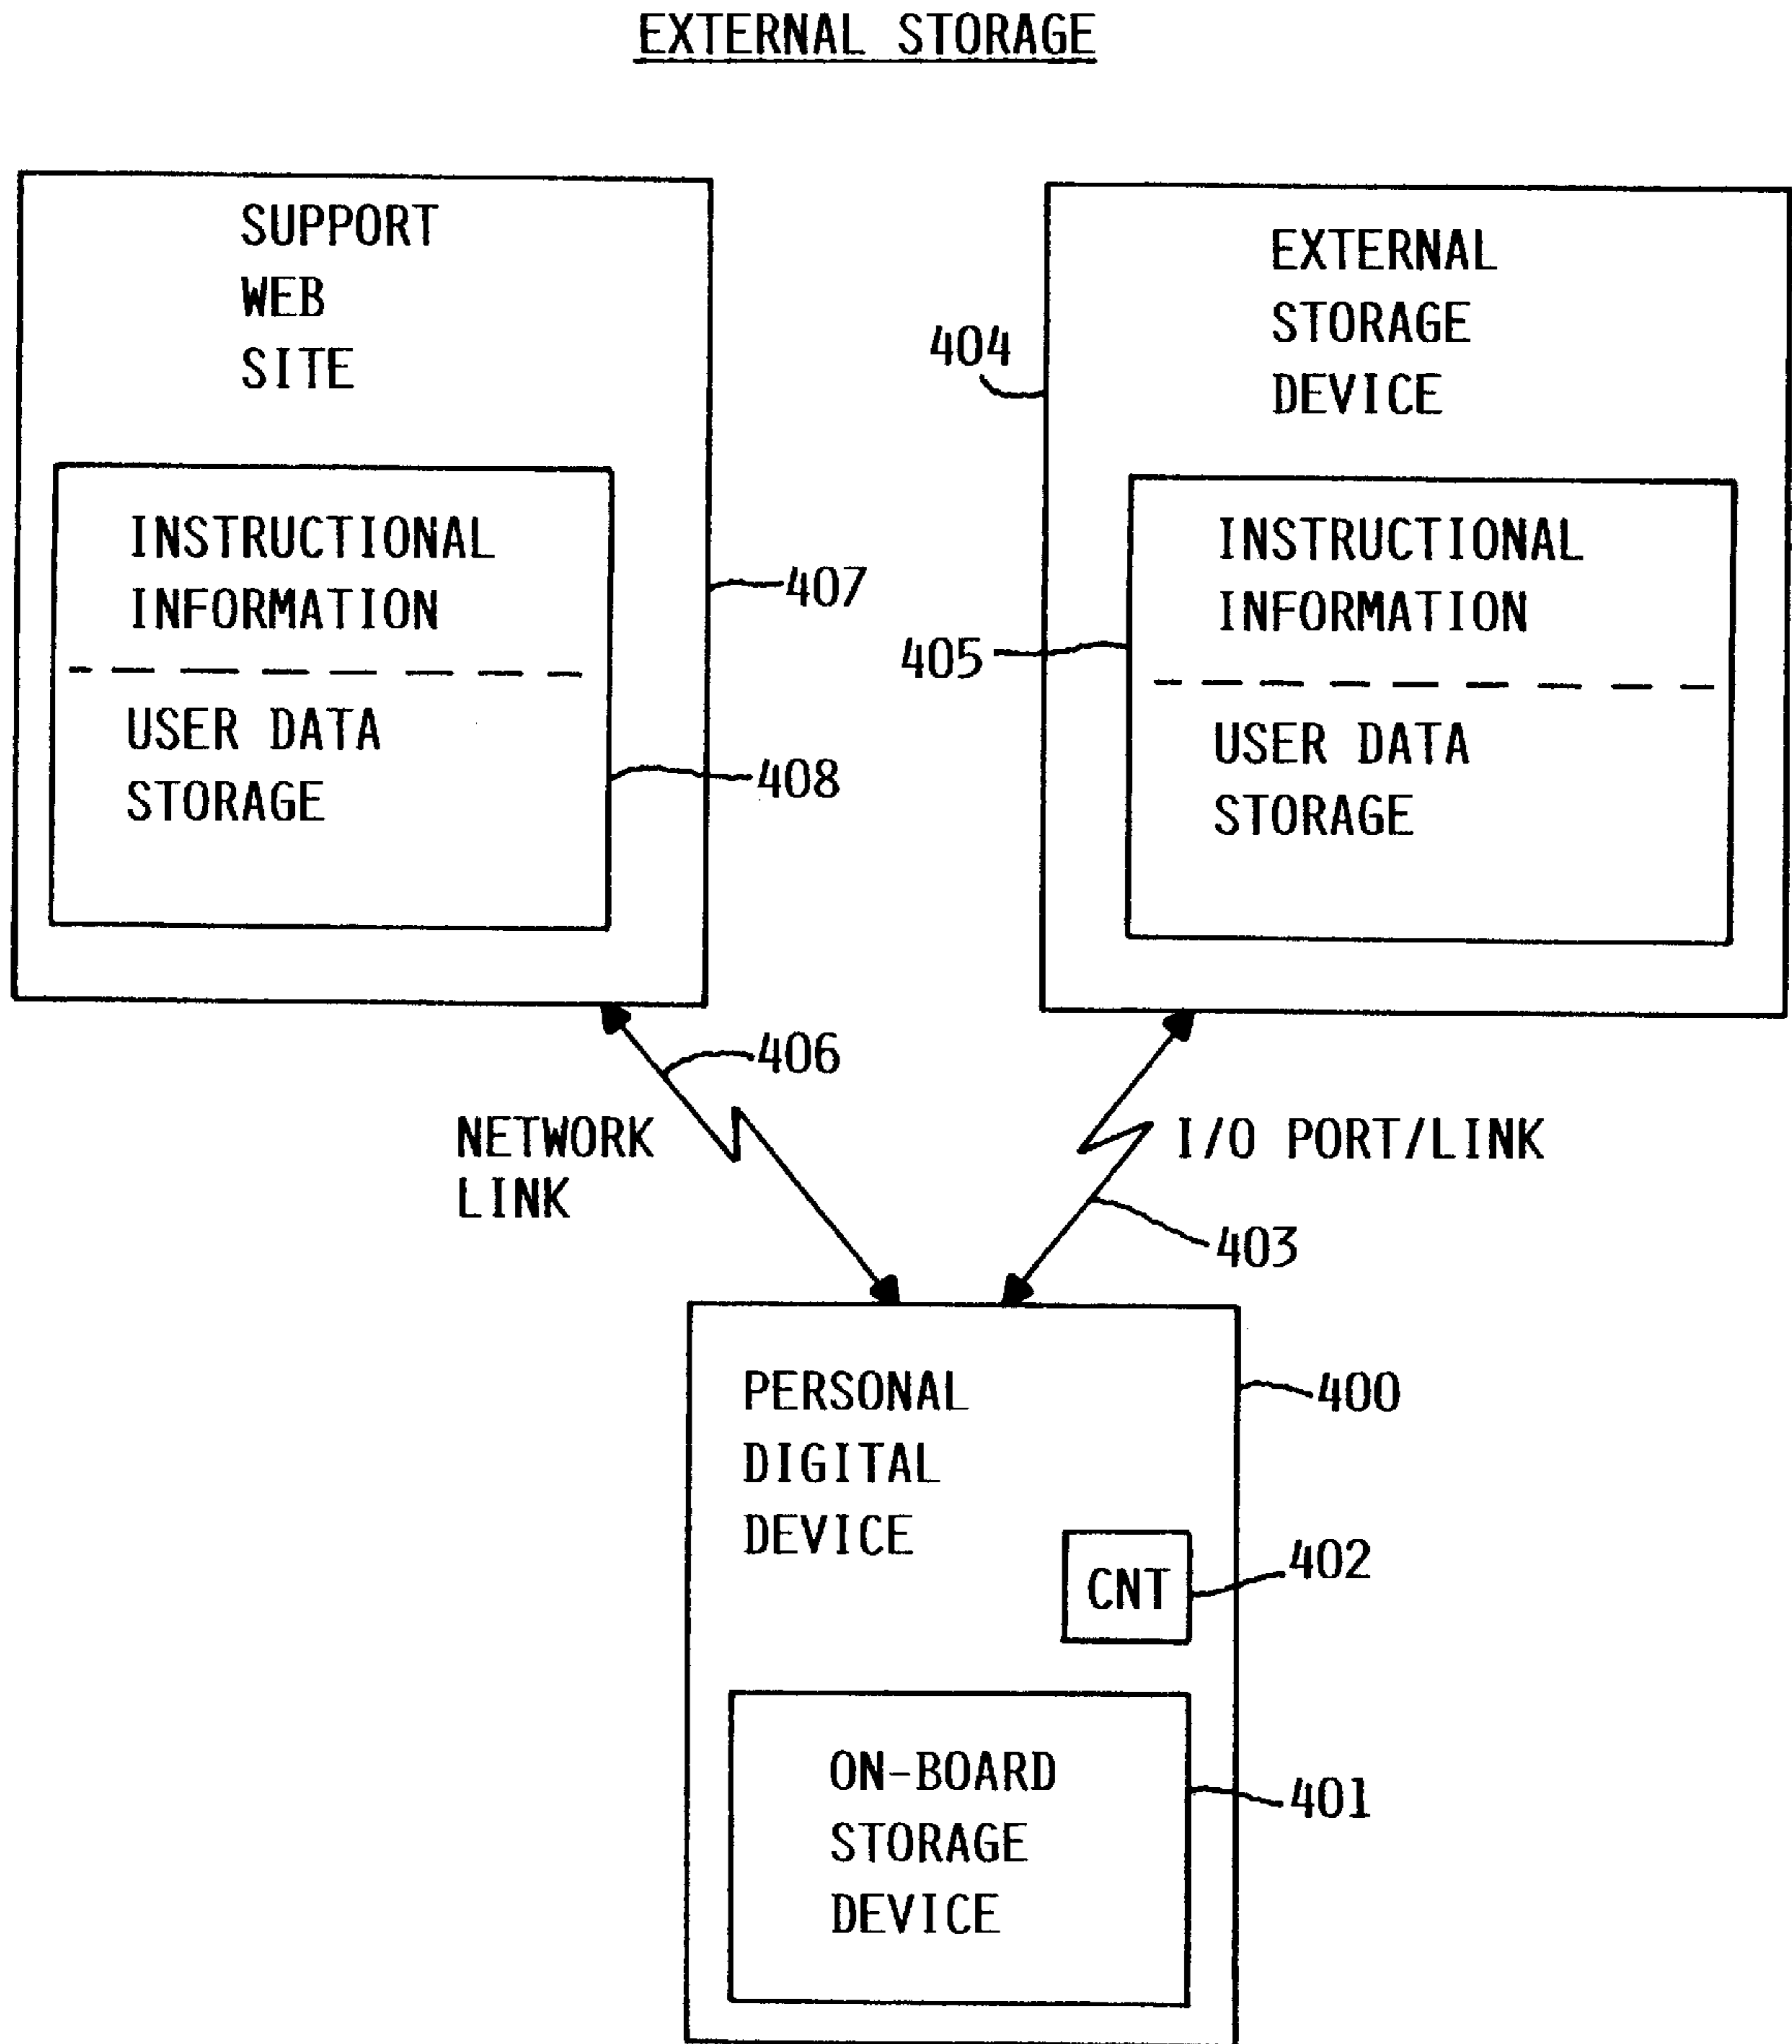 EXTERNAL STORAGE
SUPPORT
WEB
SITE
INSTRUCTIONAL
INFORMATION
USER DATA
STORAGE
407
408
EXTERNAL
STORAGE
DEVICE
404
INSTRUCTIONAL
INFORMATION
405
USER DATA
STORAGE
406
NETWORK
LINK
I/O PORT/LINK
403
PERSONAL
DIGITAL
DEVICE
400
CNT
402
ON-BOARD
STORAGE
DEVICE
401